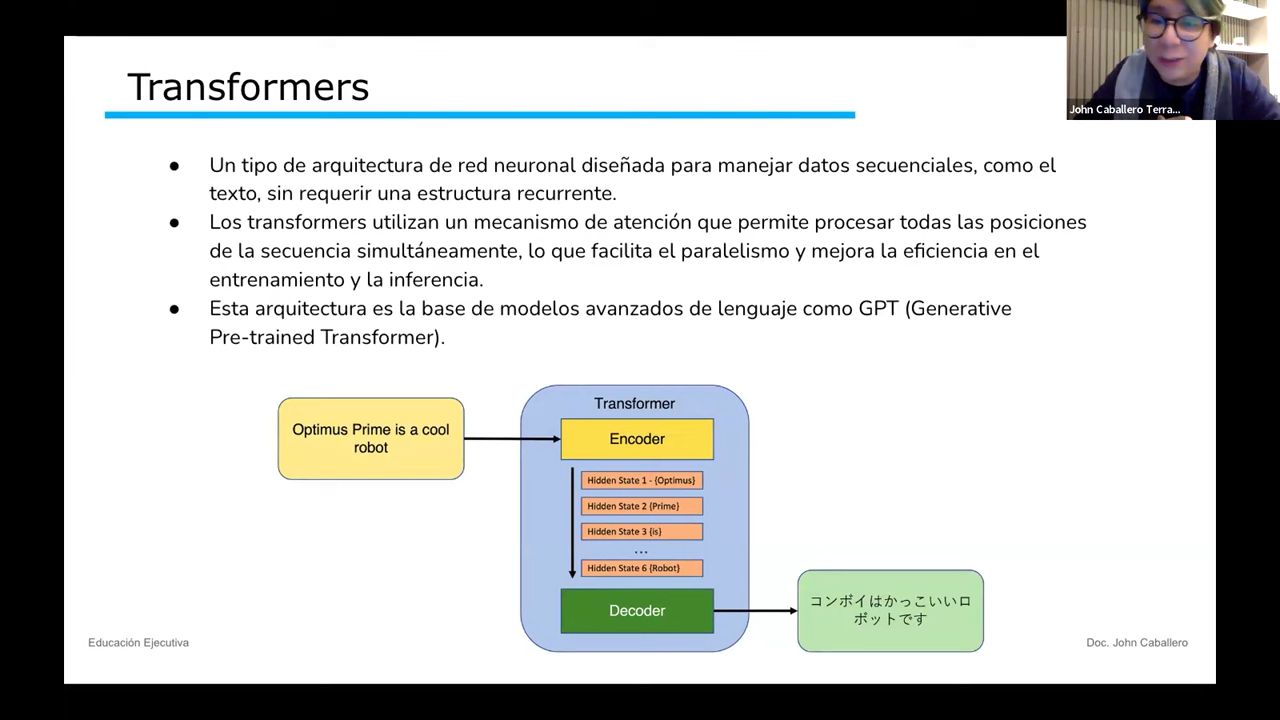 Transformers
John Caballero Terra...
● Un tipo de arquitectura de red neuronal diseñada para manejar datos secuenciales, como el
texto, sin requerir una estructura recurrente.
● Los transformers utilizan un mecanismo de atención que permite procesar todas las posiciones
de la secuencia simultáneamente, lo que facilita el paralelismo y mejora la eficiencia en el
entrenamiento y la inferencia.
● Esta arquitectura es la base de modelos avanzados de lenguaje como GPT (Generative
Pre-trained Transformer).
Optimus Prime is a cool
robot
Transformer
Encoder
Hidden State 1 - {Optimus}
Hidden State 2 {Prime}
Hidden State 3 {is}
...
Hidden State 6 {Robot}
Decoder
コンボイはかっこいいロ
ボットです
Educación Ejecutiva
Doc. John Caballero